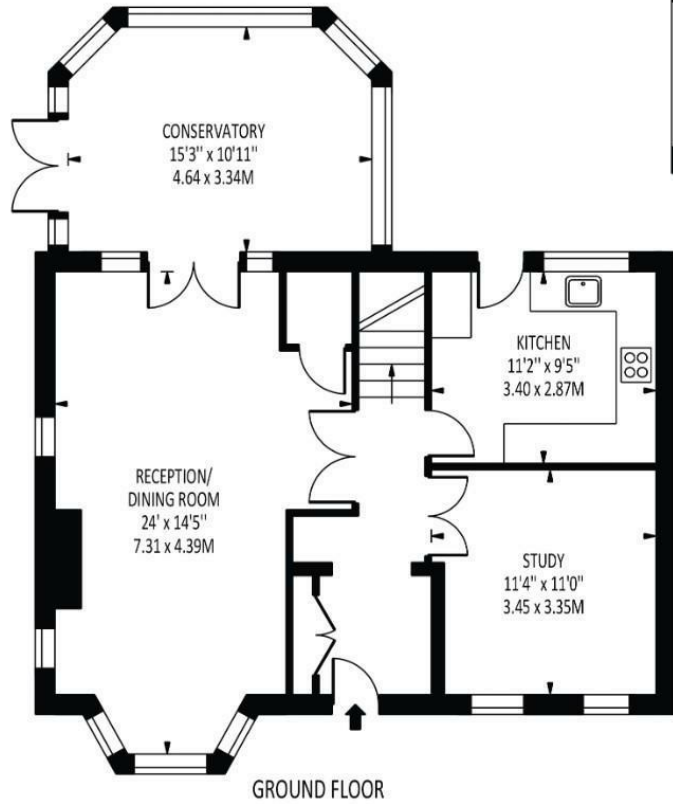 CONSERVATORY
15'3'' x 10'11''
4.64 x 3.34M
KITCHEN
11'2'' x 9'5''
3.40 x 2.87M
RECEPTION/
DINING ROOM
24' x 14'5''
7.31 x 4.39M
STUDY
11'4'' x 11'0''
3.45 x 3.35M
GROUND FLOOR